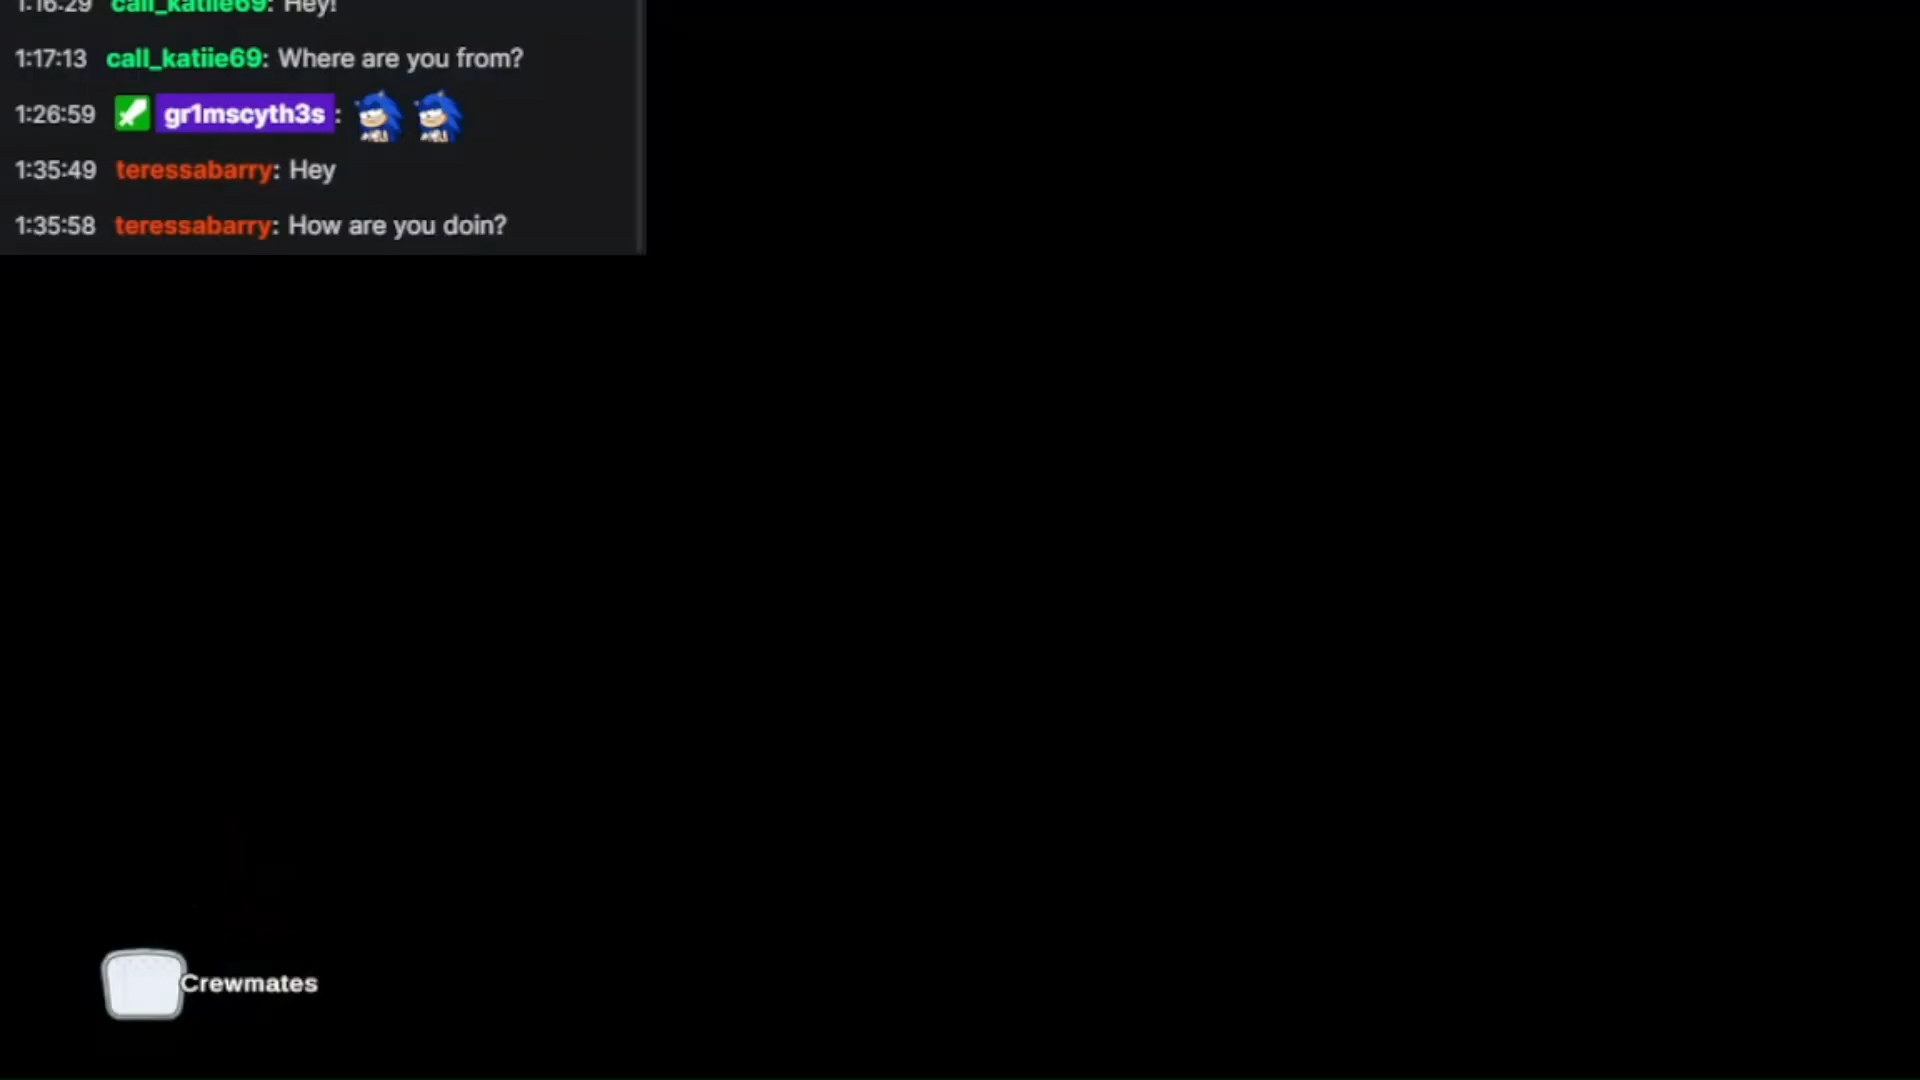 1:16:29 call_katiie69: Hey!
1:17:13 call_katiie69: Where are you from?
1:26:59 gr1mscyth3s:
1:35:49 teressabarry: Hey
1:35:58 teressabarry: How are you doin?
Crewmates